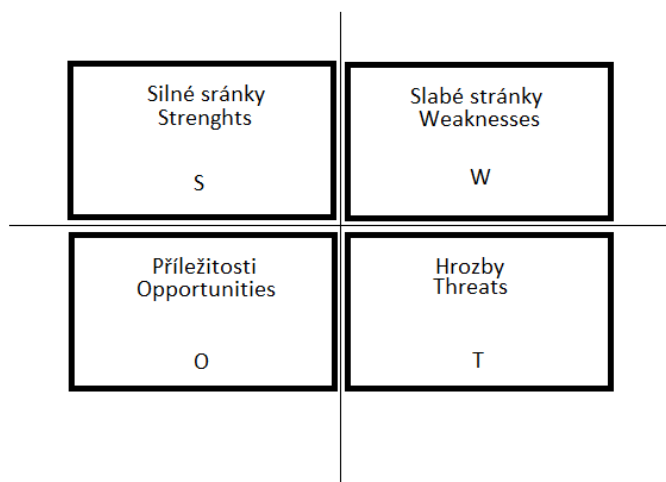 Silné sránky
Strenghts
S
Slabé stránky
Weaknesses
W
Příležitosti
Opportunities
O
Hrozby
Threats
T